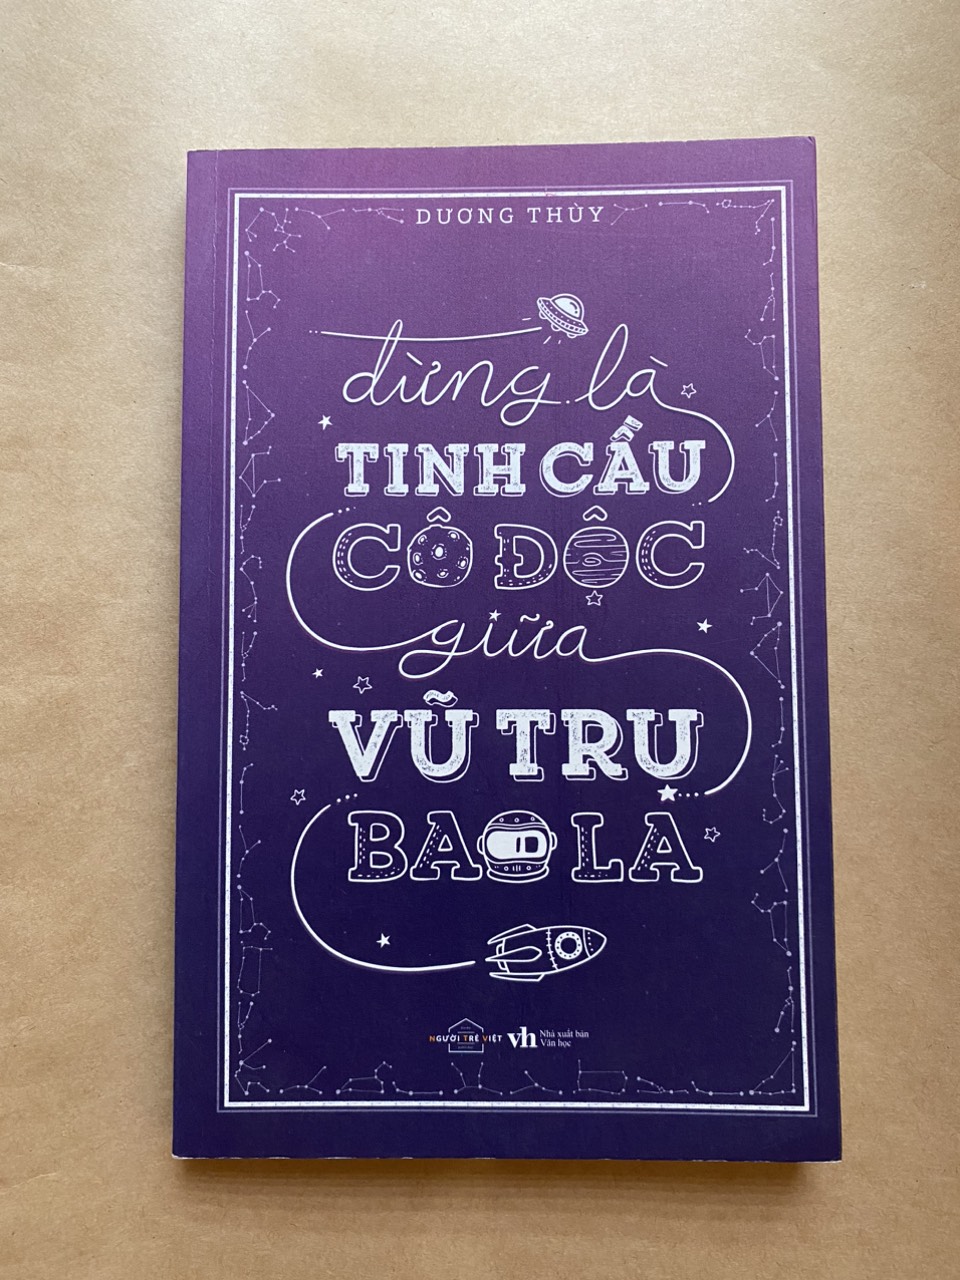 DƯƠNG THÙY
đừng là
TINH CẦU
CÔ ĐỘC
giữa
VŨ TRỤ
BAO LA
NGƯỜI TRẺ VIỆT
vh Nhà xuất bản
Văn học